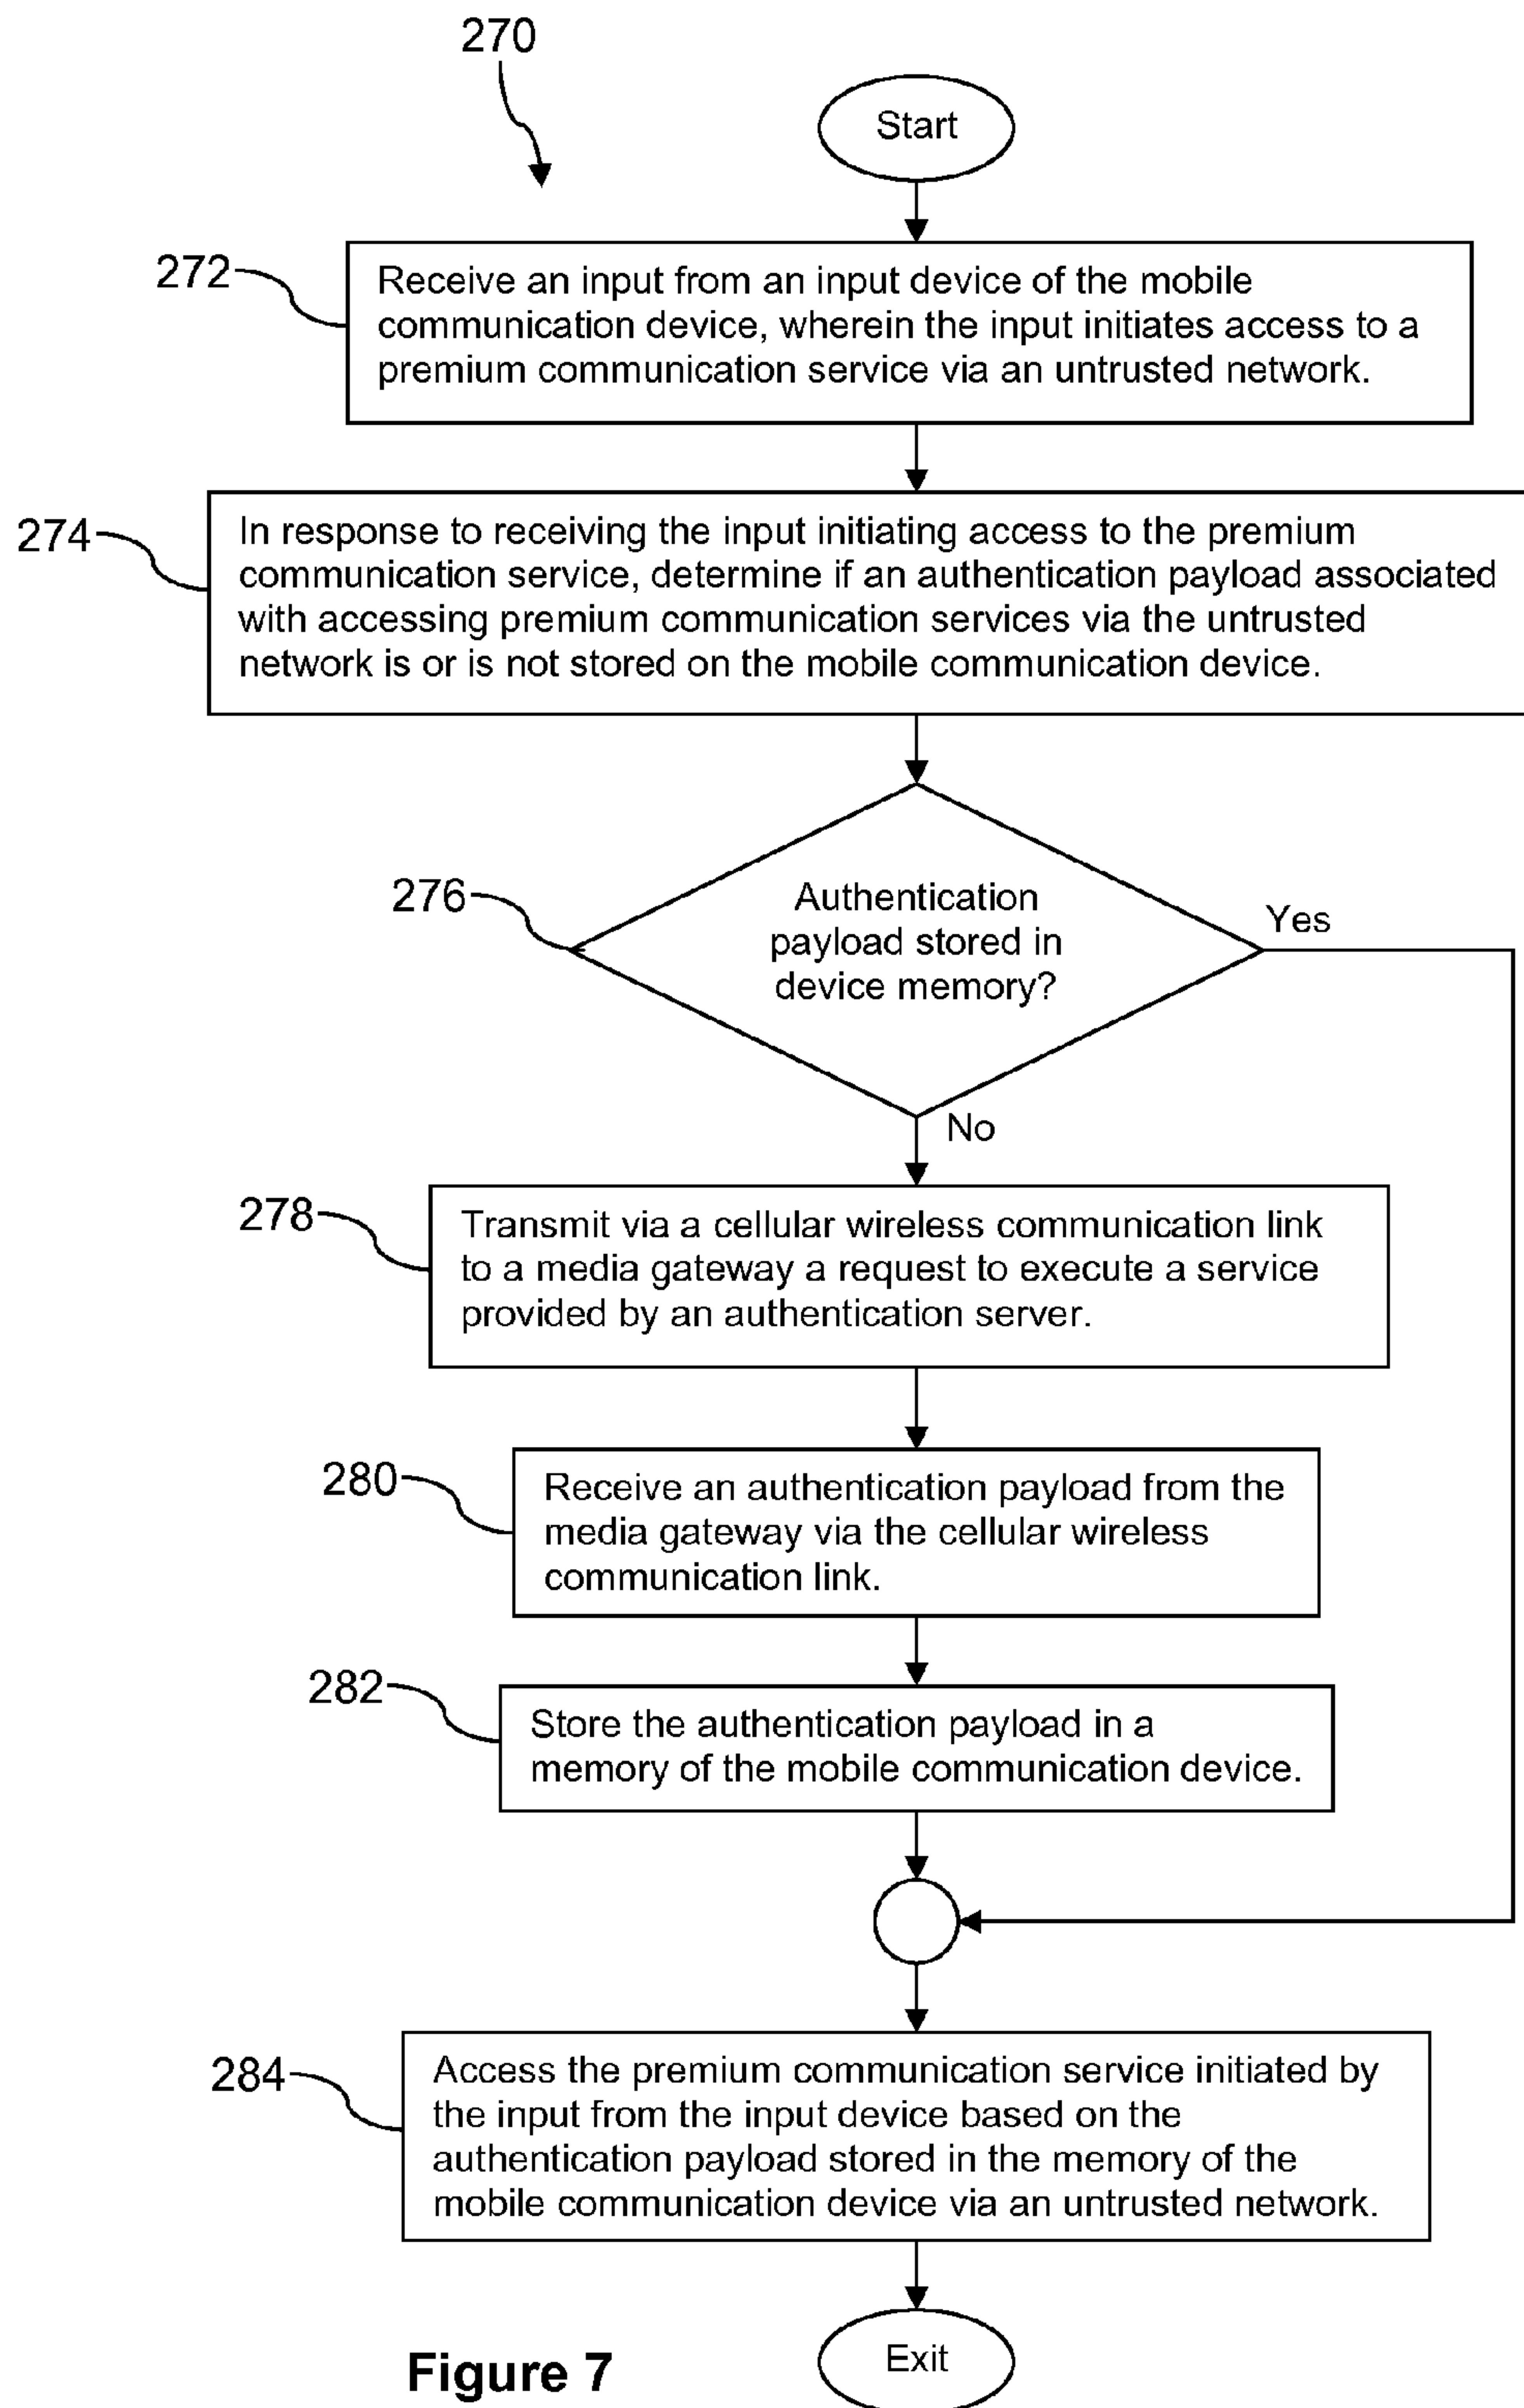 270
Start
272
Receive an input from an input device of the mobile
communication device, wherein the input initiates access to a
premium communication service via an untrusted network.
274
In response to receiving the input initiating access to the premium
communication service, determine if an authentication payload associated
with accessing premium communication services via the untrusted
network is or is not stored on the mobile communication device.
276
Authentication
payload stored in
device memory?
Yes
No
278
Transmit via a cellular wireless communication link
to a media gateway a request to execute a service
provided by an authentication server.
280
Receive an authentication payload from the
media gateway via the cellular wireless
communication link.
282
Store the authentication payload in a
memory of the mobile communication device.
284
Access the premium communication service initiated by
the input from the input device based on the
authentication payload stored in the memory of the
mobile communication device via an untrusted network.
Exit
Figure 7